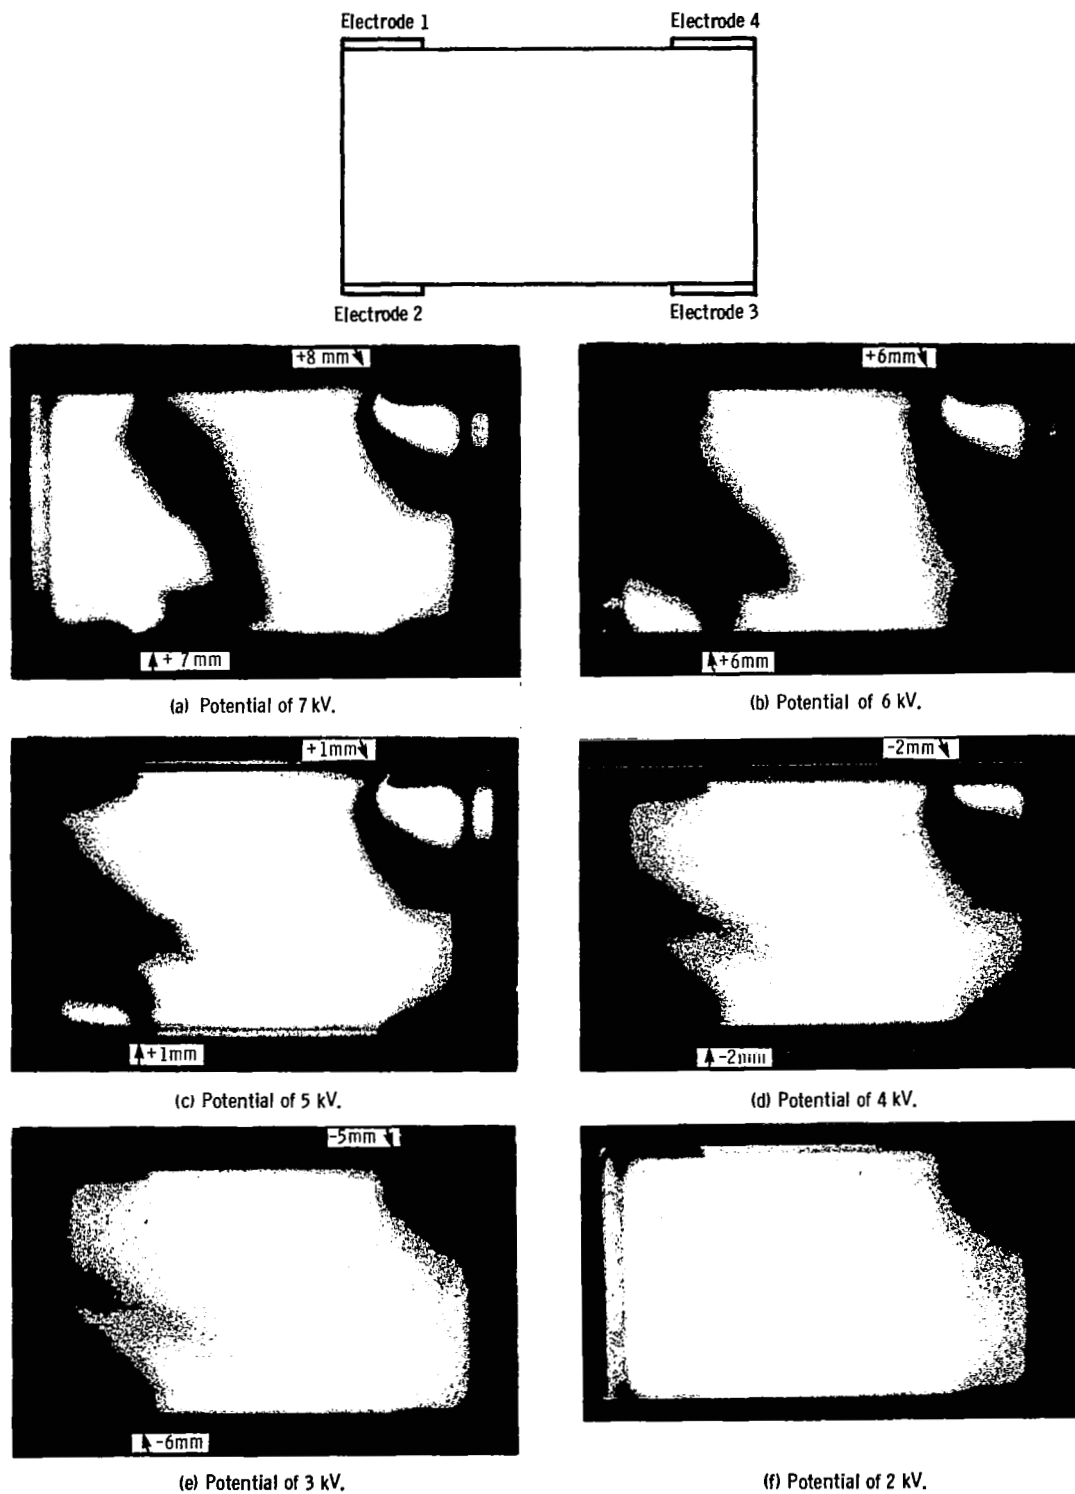 Electrode 1
Electrode 4
Electrode 2
Electrode 3
+8 mm
+6mm
+ 7 mm
+6mm
(a) Potential of 7 kV.
(b) Potential of 6 kV.
+1mm
-2mm
+1mm
-2mm
(c) Potential of 5 kV.
(d) Potential of 4 kV.
-5mm
-6mm
(e) Potential of 3 kV.
(f) Potential of 2 kV.